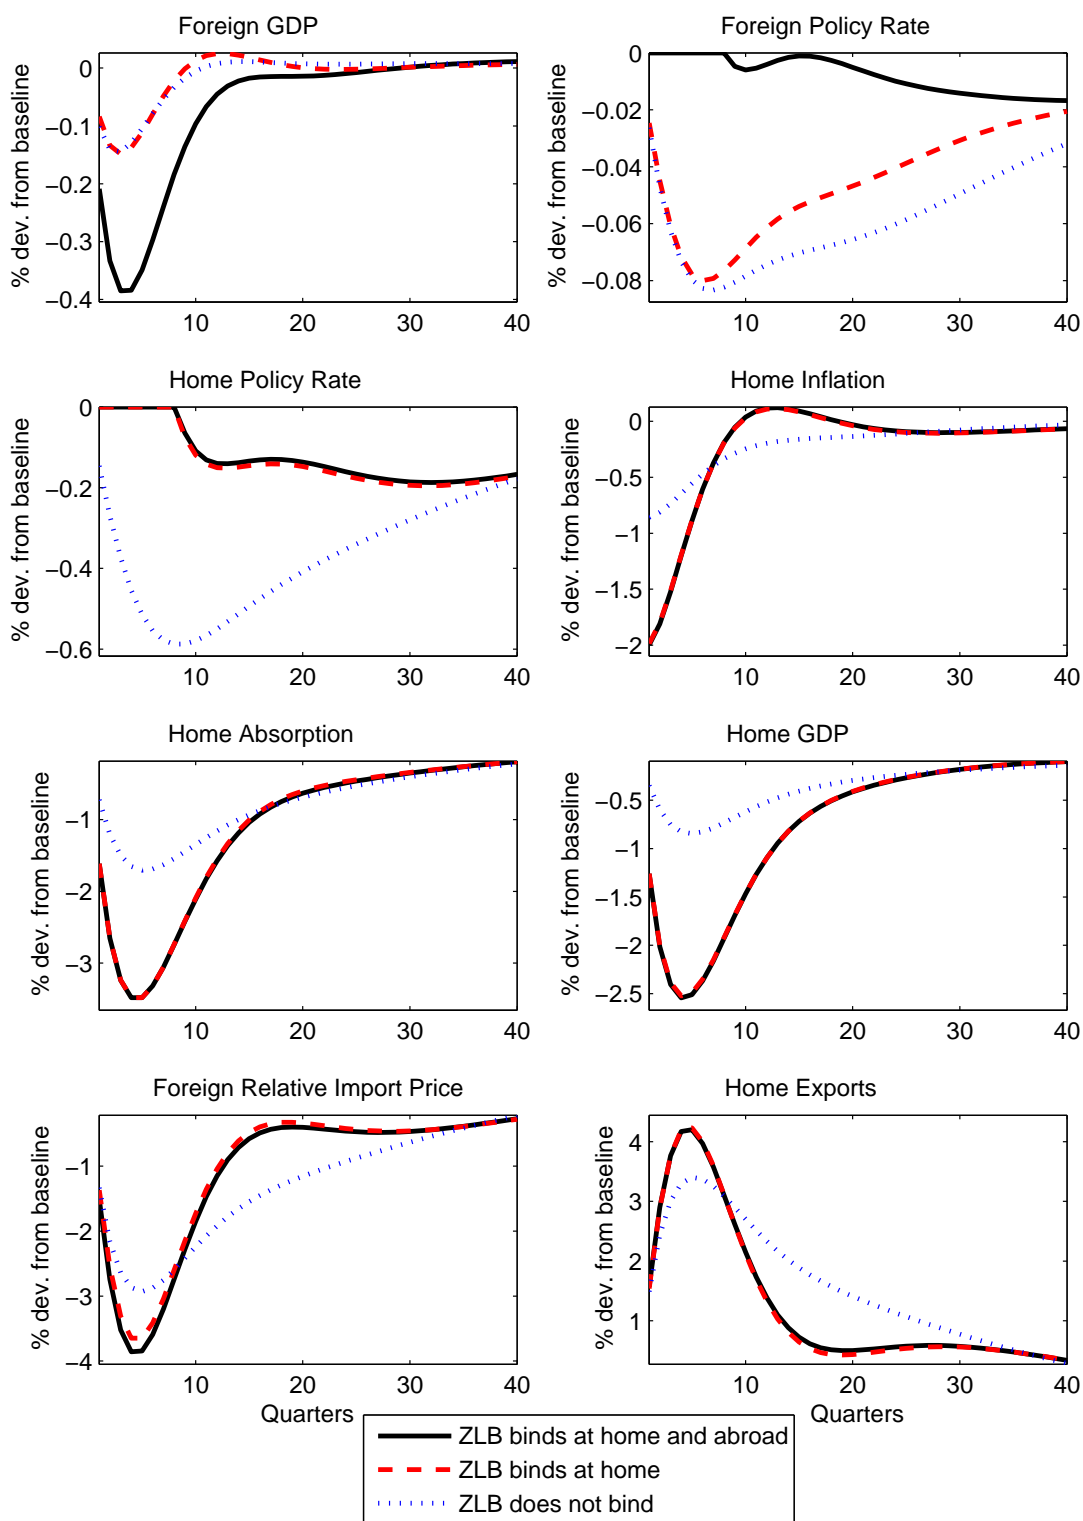 Foreign GDP
% dev. from baseline
0
−0.1
−0.2
−0.3
−0.4
10 20 30 40
Foreign Policy Rate
% dev. from baseline
0
−0.02
−0.04
−0.06
−0.08
10 20 30 40
Home Policy Rate
% dev. from baseline
0
−0.2
−0.4
−0.6
10 20 30 40
Home Inflation
% dev. from baseline
0
−0.5
−1
−1.5
−2
10 20 30 40
Home Absorption
% dev. from baseline
−1
−2
−3
10 20 30 40
Home GDP
% dev. from baseline
−0.5
−1
−1.5
−2
−2.5
10 20 30 40
Foreign Relative Import Price
% dev. from baseline
−1
−2
−3
−4
10 20 30 40
Quarters
Home Exports
% dev. from baseline
4
3
2
1
10 20 30 40
Quarters
ZLB binds at home and abroad
ZLB binds at home
ZLB does not bind